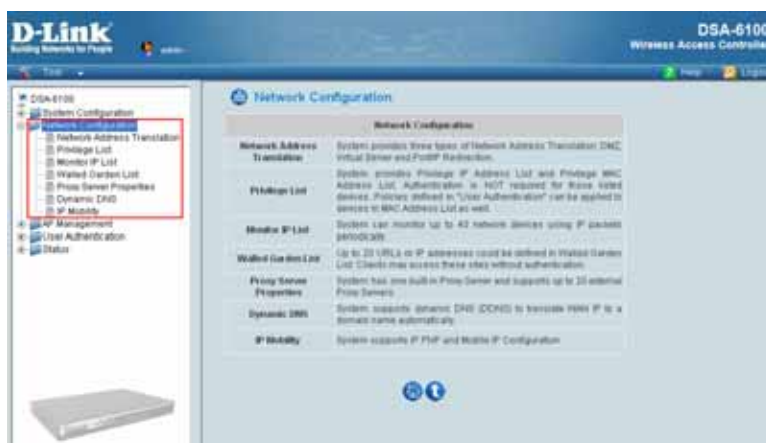 D-Link
Building Networks for People
admin
DSA-6100
Wireless Access Controller
Tool
Help
Logout
DSA-6100
System Configuration
Network Configuration
Network Address Translation
Privilege List
Monitor IP List
Walled Garden List
Proxy Server Properties
Dynamic DNS
IP Mobility
AP Management
User Authentication
Status
Network Configuration
Network Configuration
Network Address Translation
System provides three types of Network Address Translation: DMZ, Virtual Server and Port/IP Redirection.
Privilege List
System provides Privilege IP Address List and Privilege MAC Address List. Authentication is NOT required for those listed devices. Policies defined in "User Authentication" can be applied to devices in MAC Address List as well.
Monitor IP List
System can monitor up to 40 network devices using IP packets periodically.
Walled Garden List
Up to 20 URLs or IP addresses could be defined in Walled Garden List. Clients may access these sites without authentication.
Proxy Server Properties
System has one built-in Proxy Server and supports up to 10 external Proxy Servers.
Dynamic DNS
System supports dynamic DNS (DDNS) to translate WAN IP to a domain name automatically.
IP Mobility
System supports IP PNP and Mobile IP Configuration